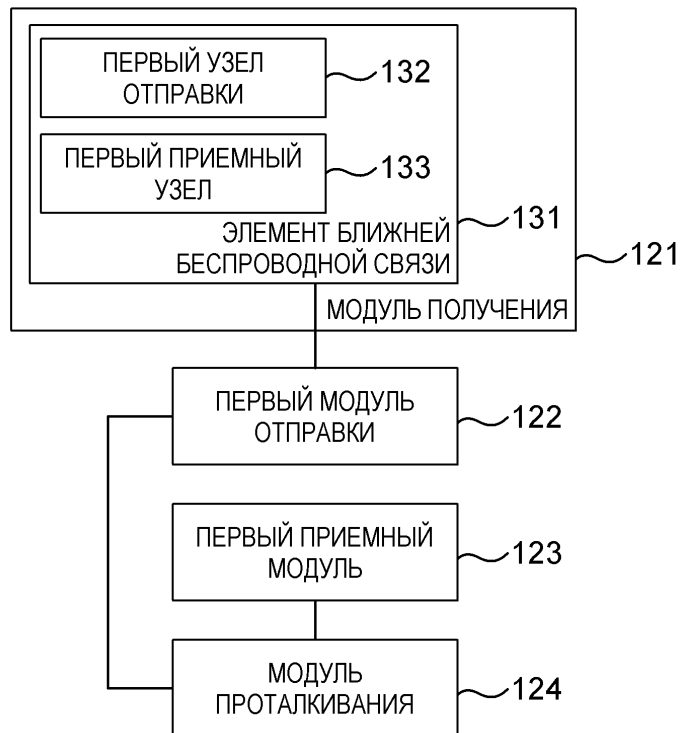 ПЕРВЫЙ УЗЕЛ
ОТПРАВКИ
132
ПЕРВЫЙ ПРИЕМНЫЙ
УЗЕЛ
133
ЭЛЕМЕНТ БЛИЖНЕЙ
БЕСПРОВОДНОЙ СВЯЗИ
131
121
МОДУЛЬ ПОЛУЧЕНИЯ
ПЕРВЫЙ МОДУЛЬ
ОТПРАВКИ
122
ПЕРВЫЙ ПРИЕМНЫЙ
МОДУЛЬ
123
МОДУЛЬ
ПРОТАЛКИВАНИЯ
124